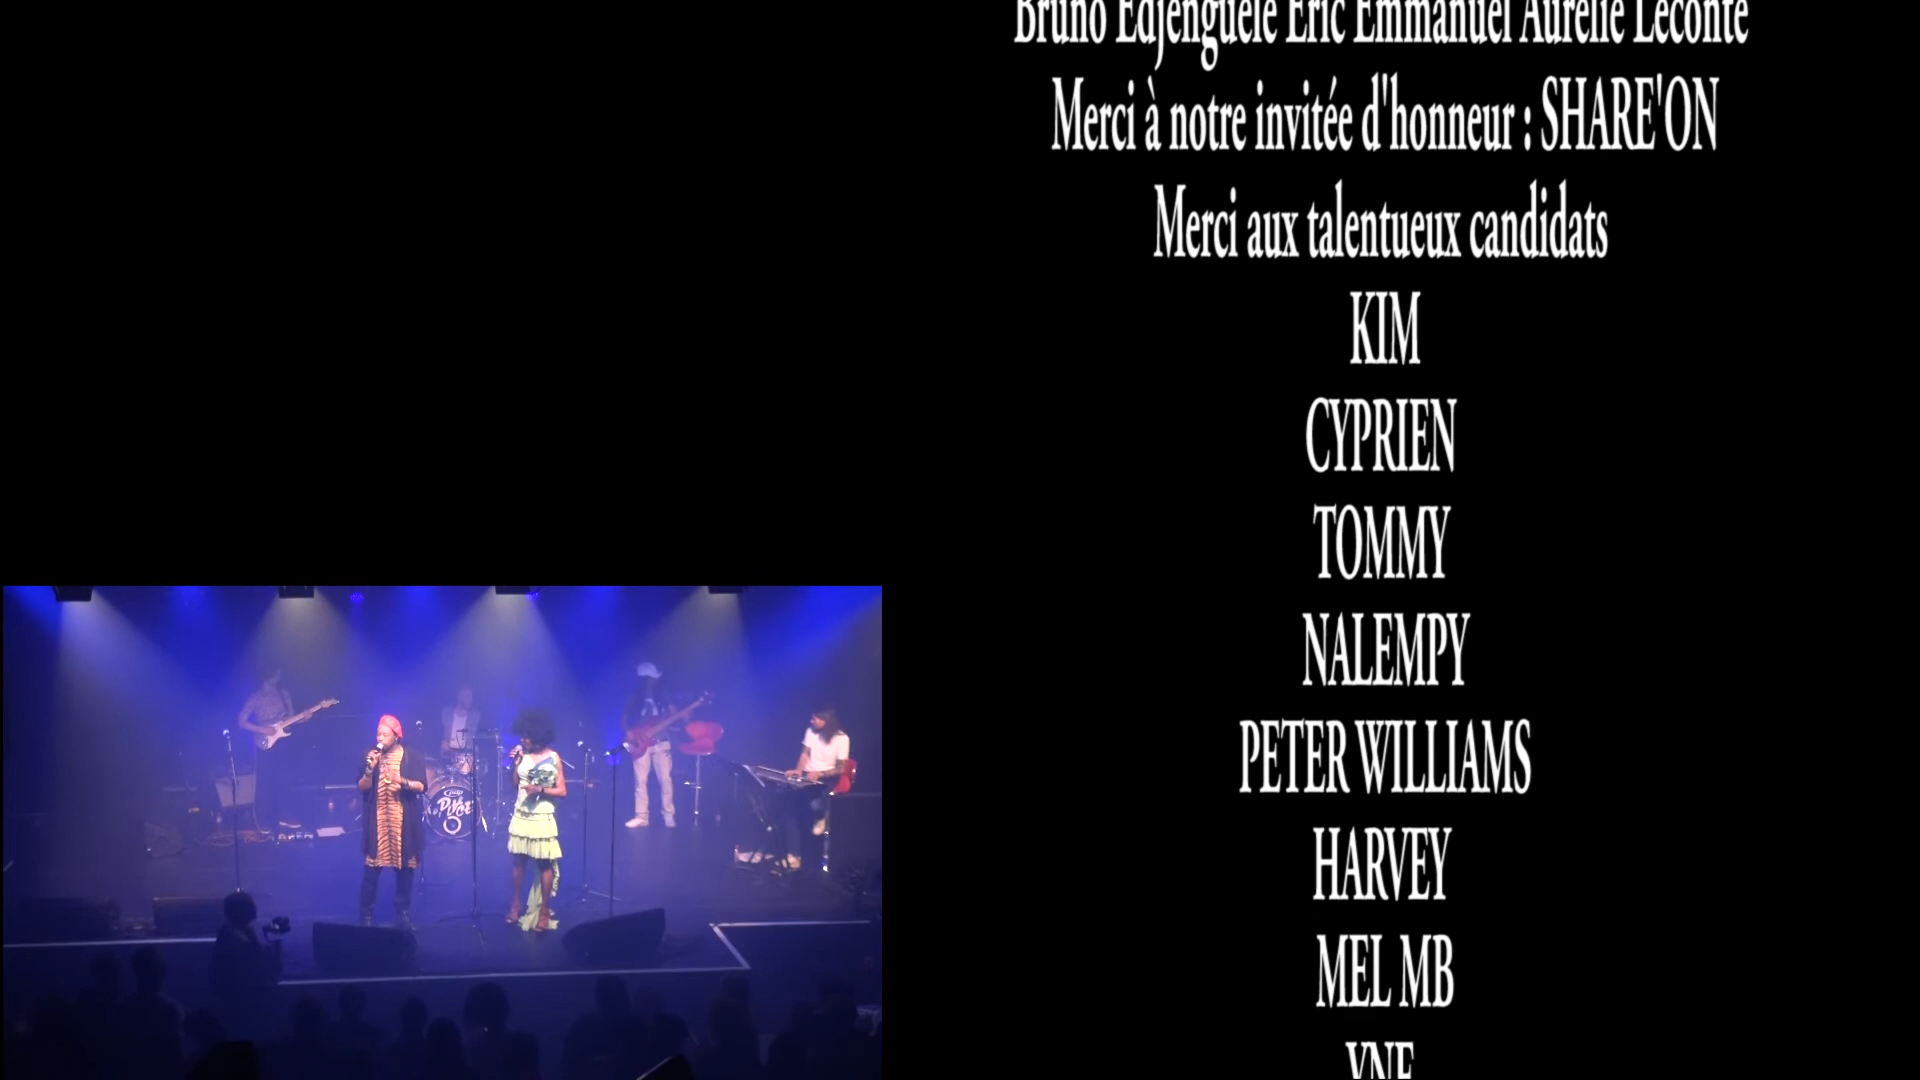 Bruno Edjenguele Eric Emmanuel Aurélie Leconte
Merci à notre invitée d'honneur : SHARE'ON
Merci aux talentueux candidats
KIM
CYPRIEN
TOMMY
NALEMPY
PETER WILLIAMS
HARVEY
MEL MB